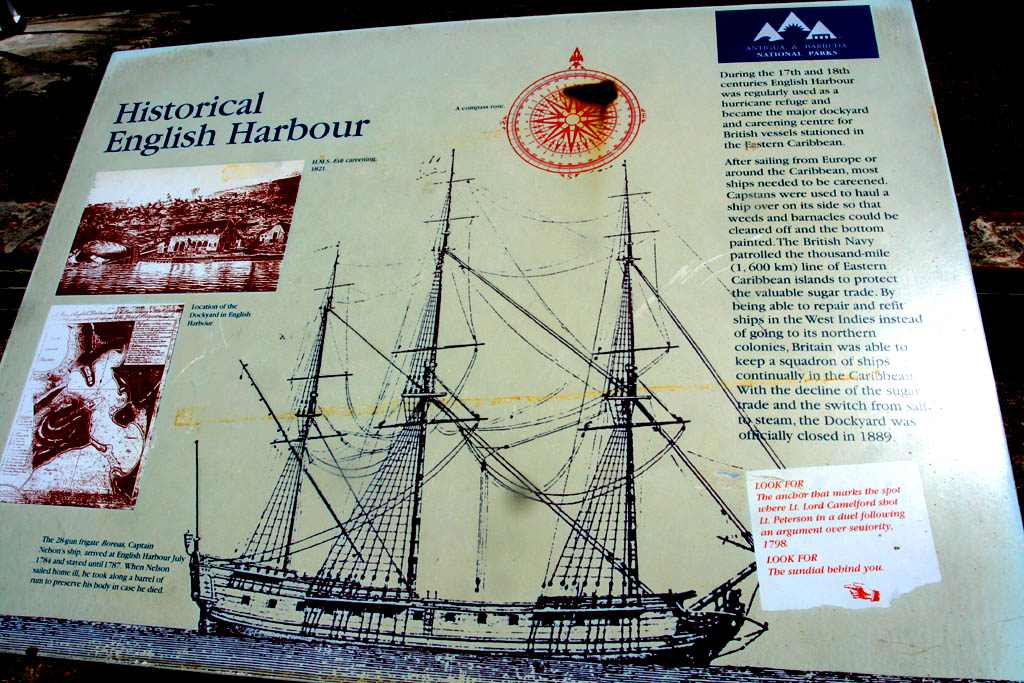 Historical
English Harbour
A compass rose.
ANTIGUA & BARBUDA
NATIONAL PARKS
During the 17th and 18th
centuries English Harbour
was regularly used as a
hurricane refuge and
became the major dockyard
and careening centre for
British vessels stationed in
the Eastern Caribbean.
After sailing from Europe or
around the Caribbean, most
ships needed to be careened.
Capstans were used to haul a
ship over on its side so that
weeds and barnacles could be
cleaned off and the bottom
painted. The British Navy
patrolled the thousand-mile
(1,600 km) line of Eastern
Caribbean islands to protect
the valuable sugar trade. By
being able to repair and refit
ships in the West Indies instead
of going to its northern
colonies, Britain was able to
keep a squadron of ships
continually in the Caribbean.
With the decline of the sugar
trade and the switch from sail
to steam, the Dockyard was
officially closed in 1889.
H.M.S. Esk careening,
1821.
Location of the
Dockyard in English
Harbour.
The 28-gun frigate Boreas, Captain
Nelson's ship, arrived at English Harbour July
1784 and stayed until 1787. When Nelson
sailed home ill, he took along a barrel of
rum to preserve his body in case he died.
LOOK FOR
The anchor that marks the spot
where Lt. Lord Camelford shot
Lt. Peterson in a duel following
an argument over seniority,
1798.
LOOK FOR
The sundial behind you.